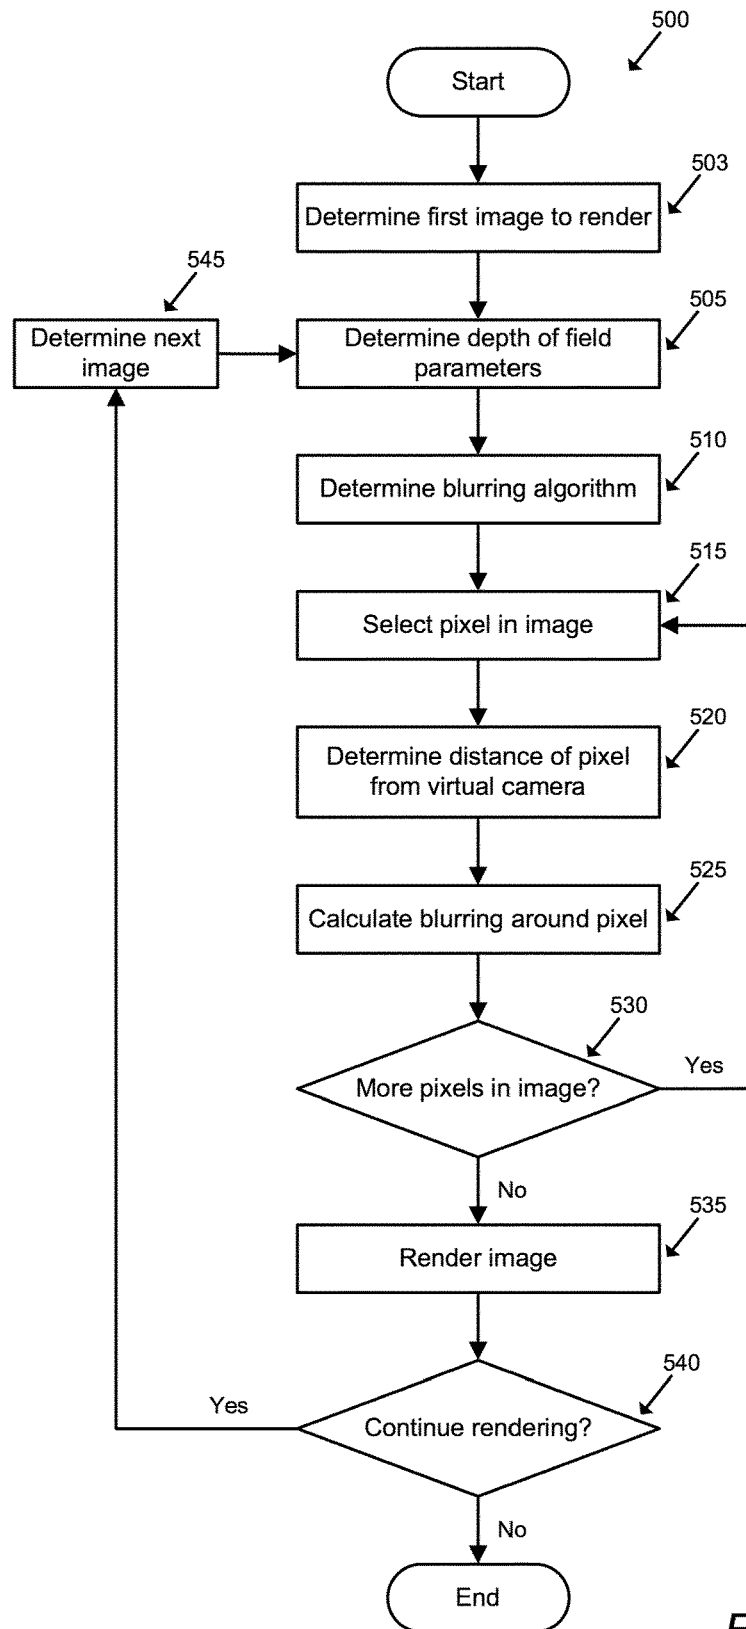 500
Start
503
Determine first image to render
545
Determine next
image
505
Determine depth of field
parameters
510
Determine blurring algorithm
515
Select pixel in image
520
Determine distance of pixel
from virtual camera
525
Calculate blurring around pixel
530
More pixels in image?
Yes
No
535
Render image
540
Yes
Continue rendering?
No
End